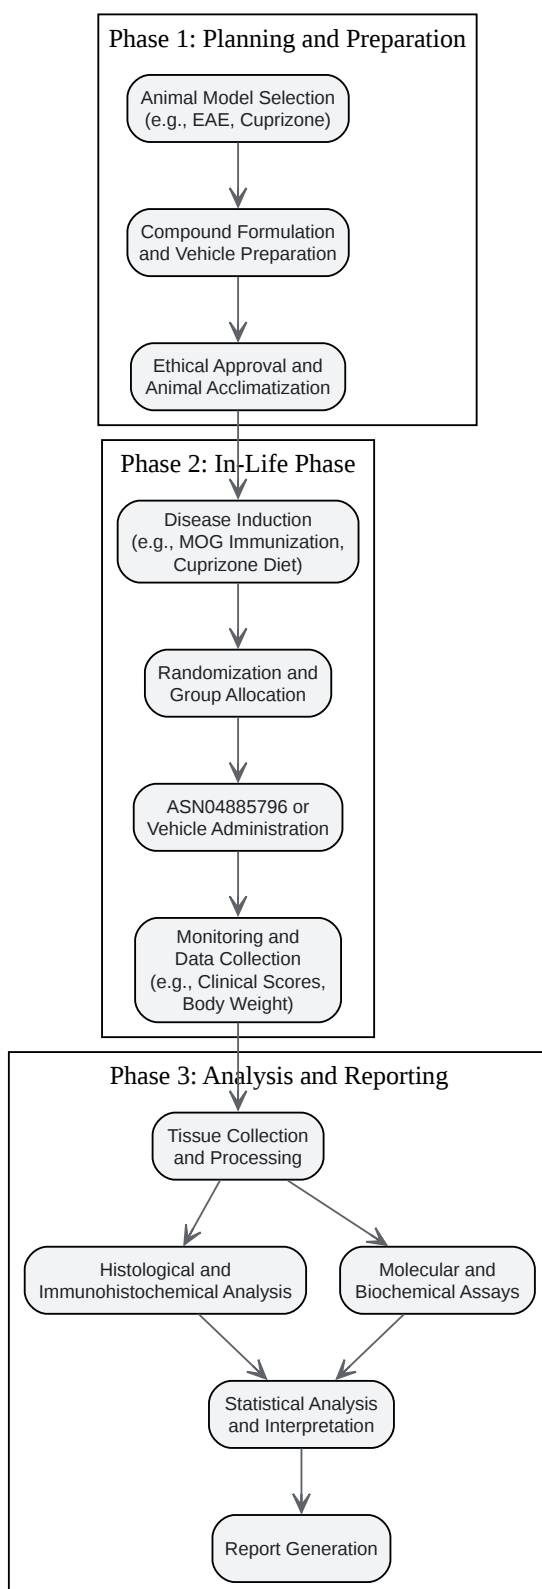 Phase 1: Planning and Preparation
Animal Model Selection
(e.g., EAE, Cuprizone)
Compound Formulation
and Vehicle Preparation
Ethical Approval and
Animal Acclimatization
Phase 2: In-Life Phase
Disease Induction
(e.g., MOG Immunization,
Cuprizone Diet)
Randomization and
Group Allocation
ASN04885796 or
Vehicle Administration
Monitoring and
Data Collection
(e.g., Clinical Scores,
Body Weight)
Phase 3: Analysis and Reporting
Tissue Collection
and Processing
Histological and
Immunohistochemical Analysis
Molecular and
Biochemical Assays
Statistical Analysis
and Interpretation
Report Generation